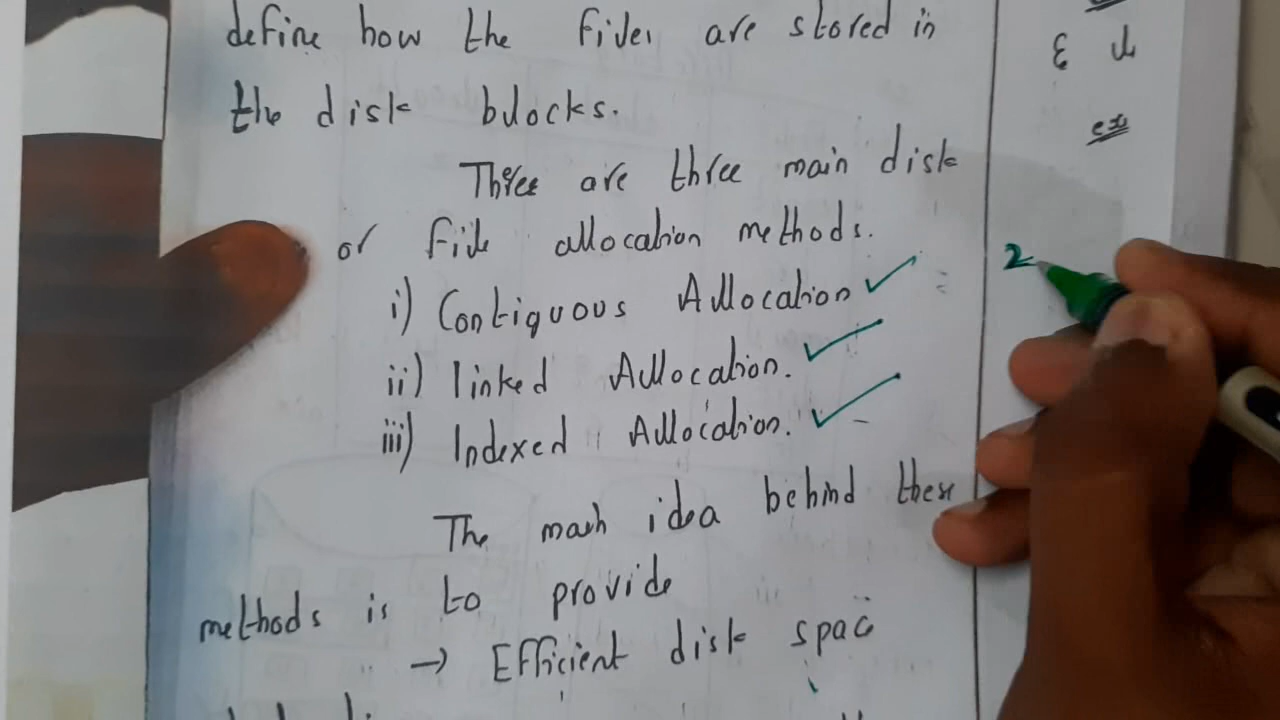 define how the files are stored in
the disk blocks.
There are three main disk
or file allocation methods.
i) Contiguous Allocation
ii) linked Allocation.
iii) Indexed Allocation.
The main idea behind these
methods is to provide
→ Efficient disk spac
ex
2